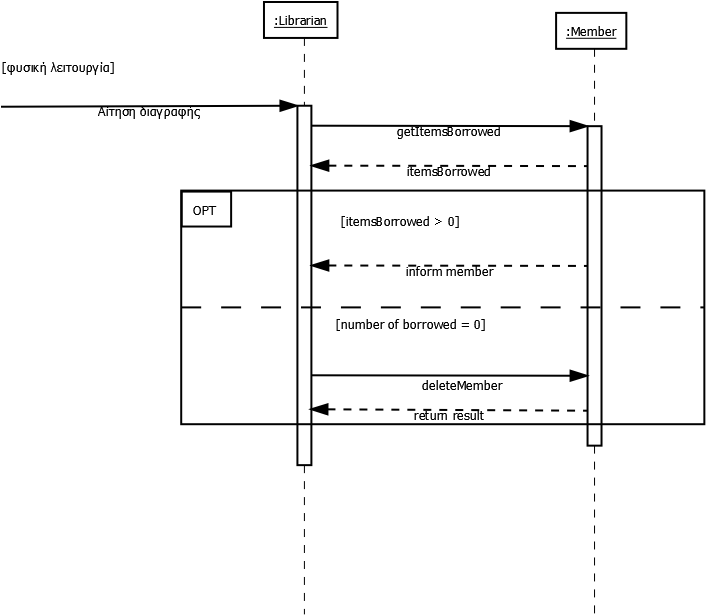 :Librarian
:Member
[φυσική λειτουργία]
Αίτηση διαγραφής
getItemsBorrowed
itemsBorrowed
OPT
[itemsBorrowed > 0]
inform member
[number of borrowed = 0]
deleteMember
return result